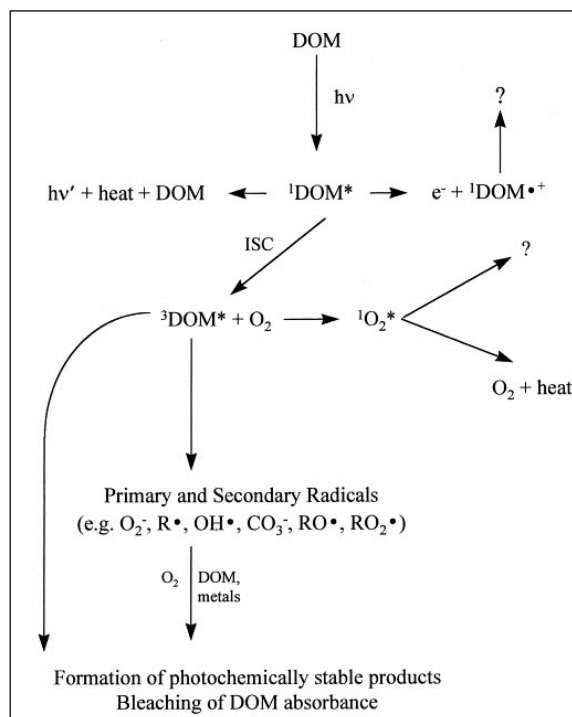 DOM
hν
?
hν′ + heat + DOM
¹DOM*
e⁻ + ¹DOM•⁺
ISC
?
³DOM* + O₂
¹O₂*
O₂ + heat
Primary and Secondary Radicals
(e.g. O₂⁻, R•, OH•, CO₃⁻, RO•, RO₂•)
O₂
DOM,
metals
Formation of photochemically stable products
Bleaching of DOM absorbance